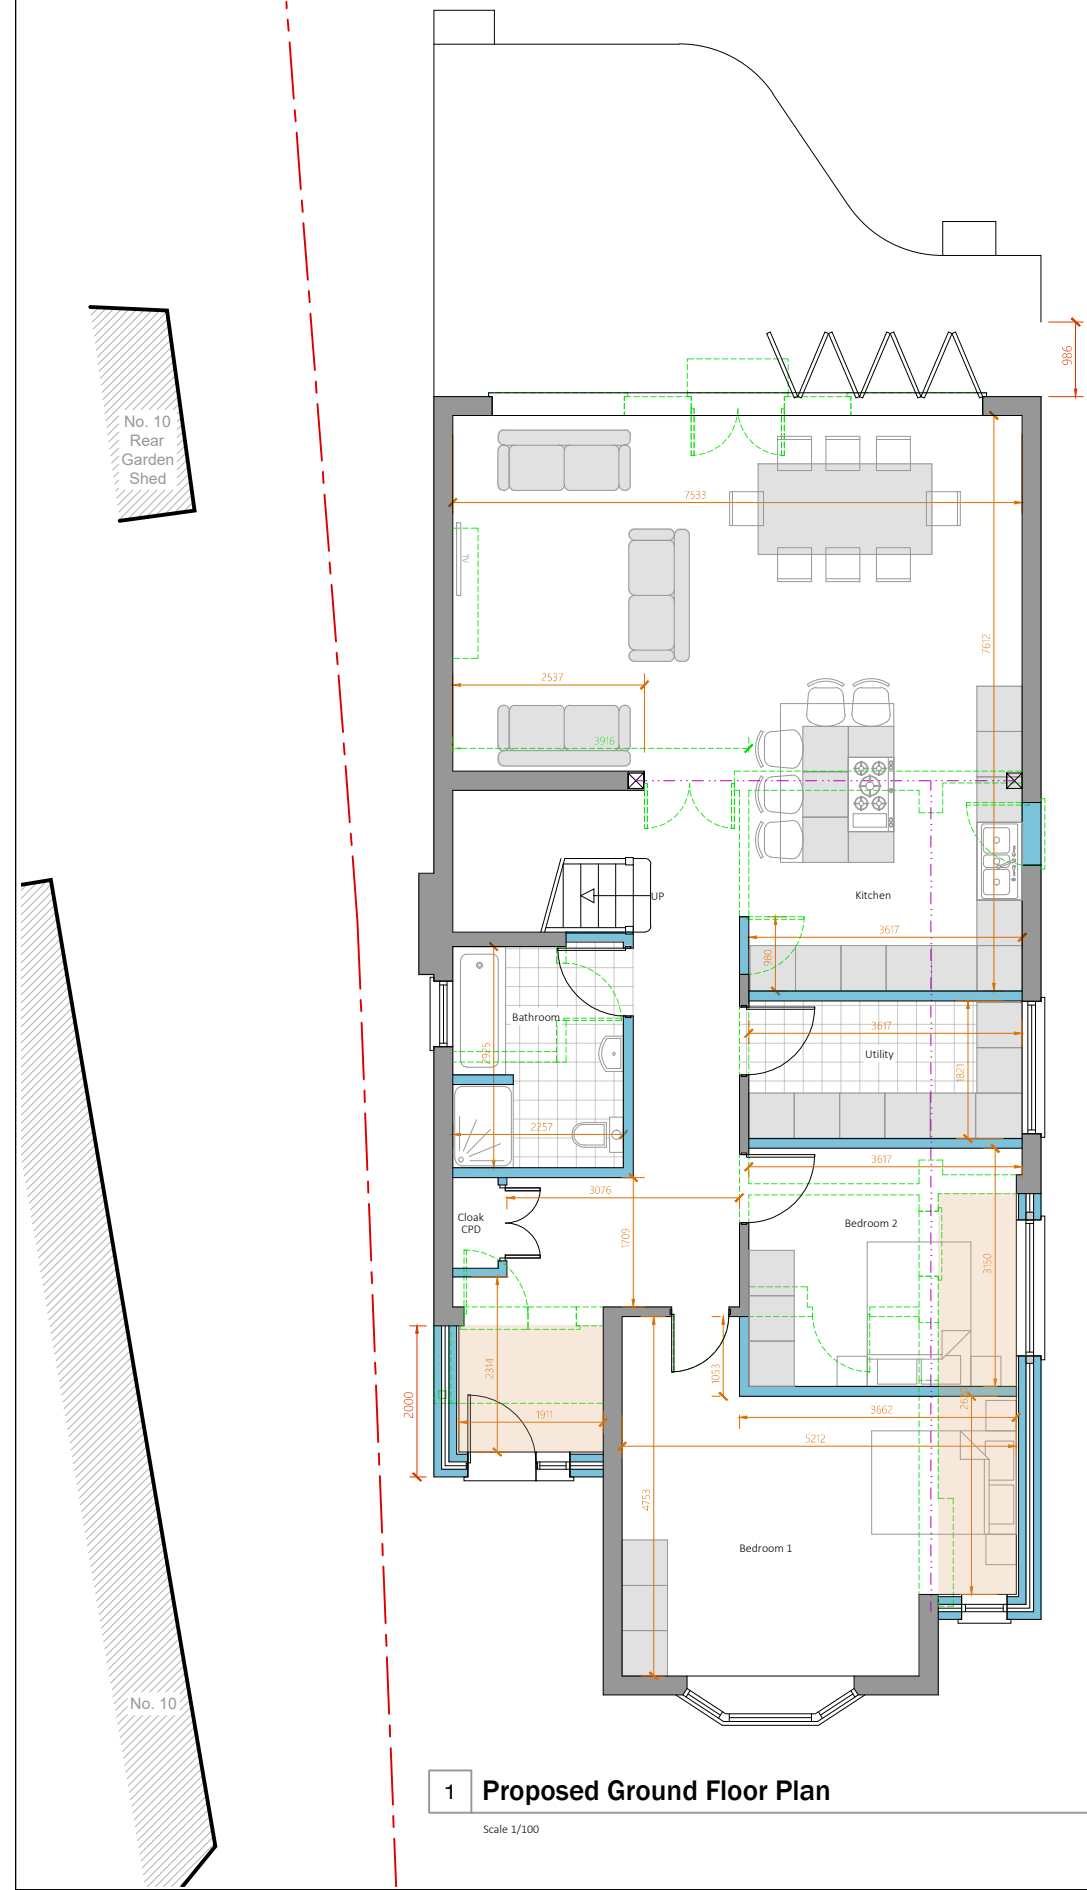 986
No. 10
Rear
Garden
Shed
7533
TV
7612
2537
3916
UP
Kitchen
3617
980
Bathroom
2925
3617
Utility
1821
2257
3617
3076
Cloak
CPD
1709
Bedroom 2
3150
2314
1053
2000
1911
3662
5212
4753
Bedroom 1
No. 10
1
Proposed Ground Floor Plan
Scale 1/100